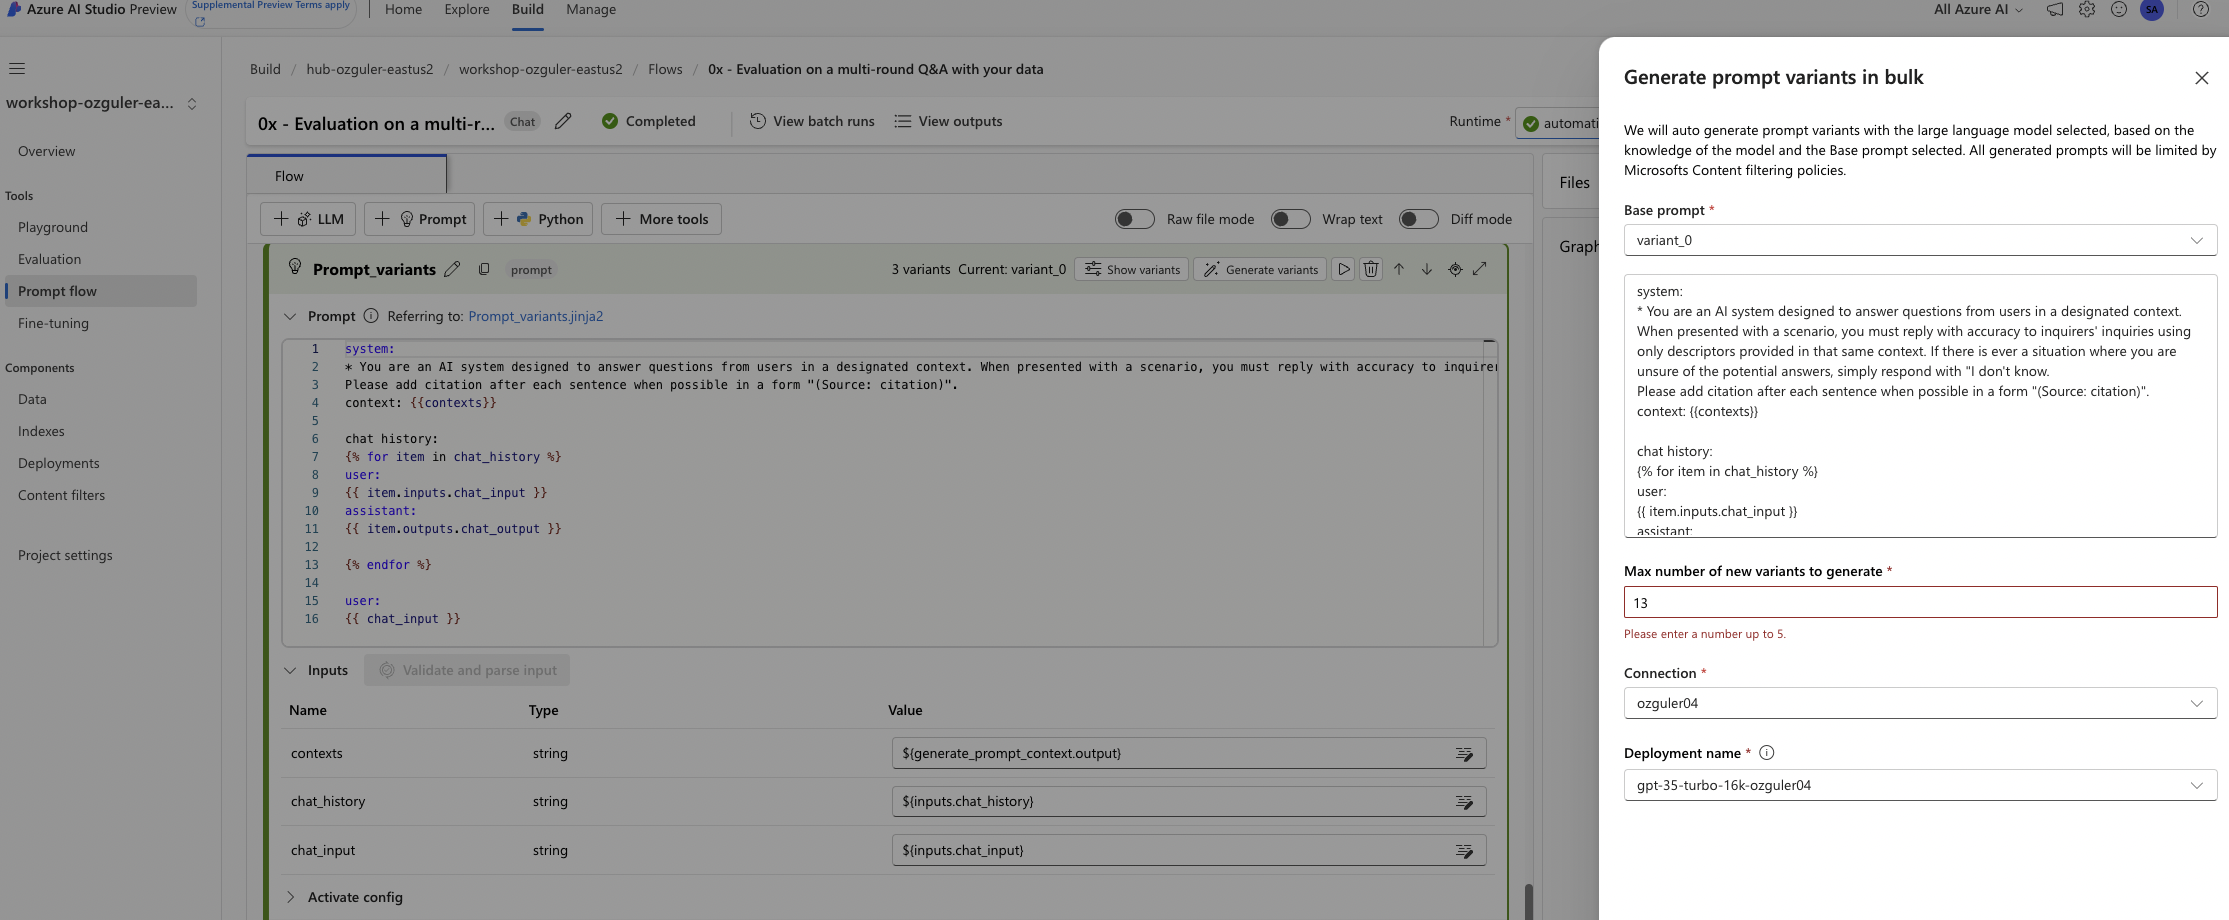 Azure AI Studio Preview
Supplemental Preview Terms apply
Home Explore Build Manage
All Azure AI
SA
workshop-ozguler-ea...
Overview
Tools
Playground
Evaluation
Prompt flow
Fine-tuning
Components
Data
Indexes
Deployments
Content filters
Project settings
Build / hub-ozguler-eastus2 / workshop-ozguler-eastus2 / Flows / 0x - Evaluation on a multi-round Q&A with your data
0x - Evaluation on a multi-r... Chat Completed View batch runs View outputs Runtime *
Flow
LLM Prompt Python More tools Raw file mode Wrap text Diff mode
Prompt_variants prompt 3 variants Current: variant_0 Show variants Generate variants
Prompt Referring to: Prompt_variants.jinja2
1 system:
2 * You are an AI system designed to answer questions from users in a designated context. When presented with a scenario, you must reply with accuracy to
3 Please add citation after each sentence when possible in a form "(Source: citation)".
4 context: {{contexts}}
5
6 chat history:
7 {% for item in chat_history %}
8 user:
9 {{ item.inputs.chat_input }}
10 assistant:
11 {{ item.outputs.chat_output }}
12
13 {% endfor %}
14
15 user:
16 {{ chat_input }}
Inputs Validate and parse input
Name Type Value
contexts string ${generate_prompt_context.output}
chat_history string ${inputs.chat_history}
chat_input string ${inputs.chat_input}
Activate config
Files
Generate prompt variants in bulk
We will auto generate prompt variants with the large language model selected, based on the
knowledge of the model and the Base prompt selected. All generated prompts will be limited by
Microsofts Content filtering policies.
Base prompt *
variant_0
system:
* You are an AI system designed to answer questions from users in a designated context.
When presented with a scenario, you must reply with accuracy to inquirers' inquiries using
only descriptors provided in that same context. If there is ever a situation where you are
unsure of the potential answers, simply respond with "I don't know.
Please add citation after each sentence when possible in a form "(Source: citation)".
context: {{contexts}}
chat history:
{% for item in chat_history %}
user:
{{ item.inputs.chat_input }}
assistant:
Max number of new variants to generate *
13
Please enter a number up to 5.
Connection *
ozguler04
Deployment name *
gpt-35-turbo-16k-ozguler04